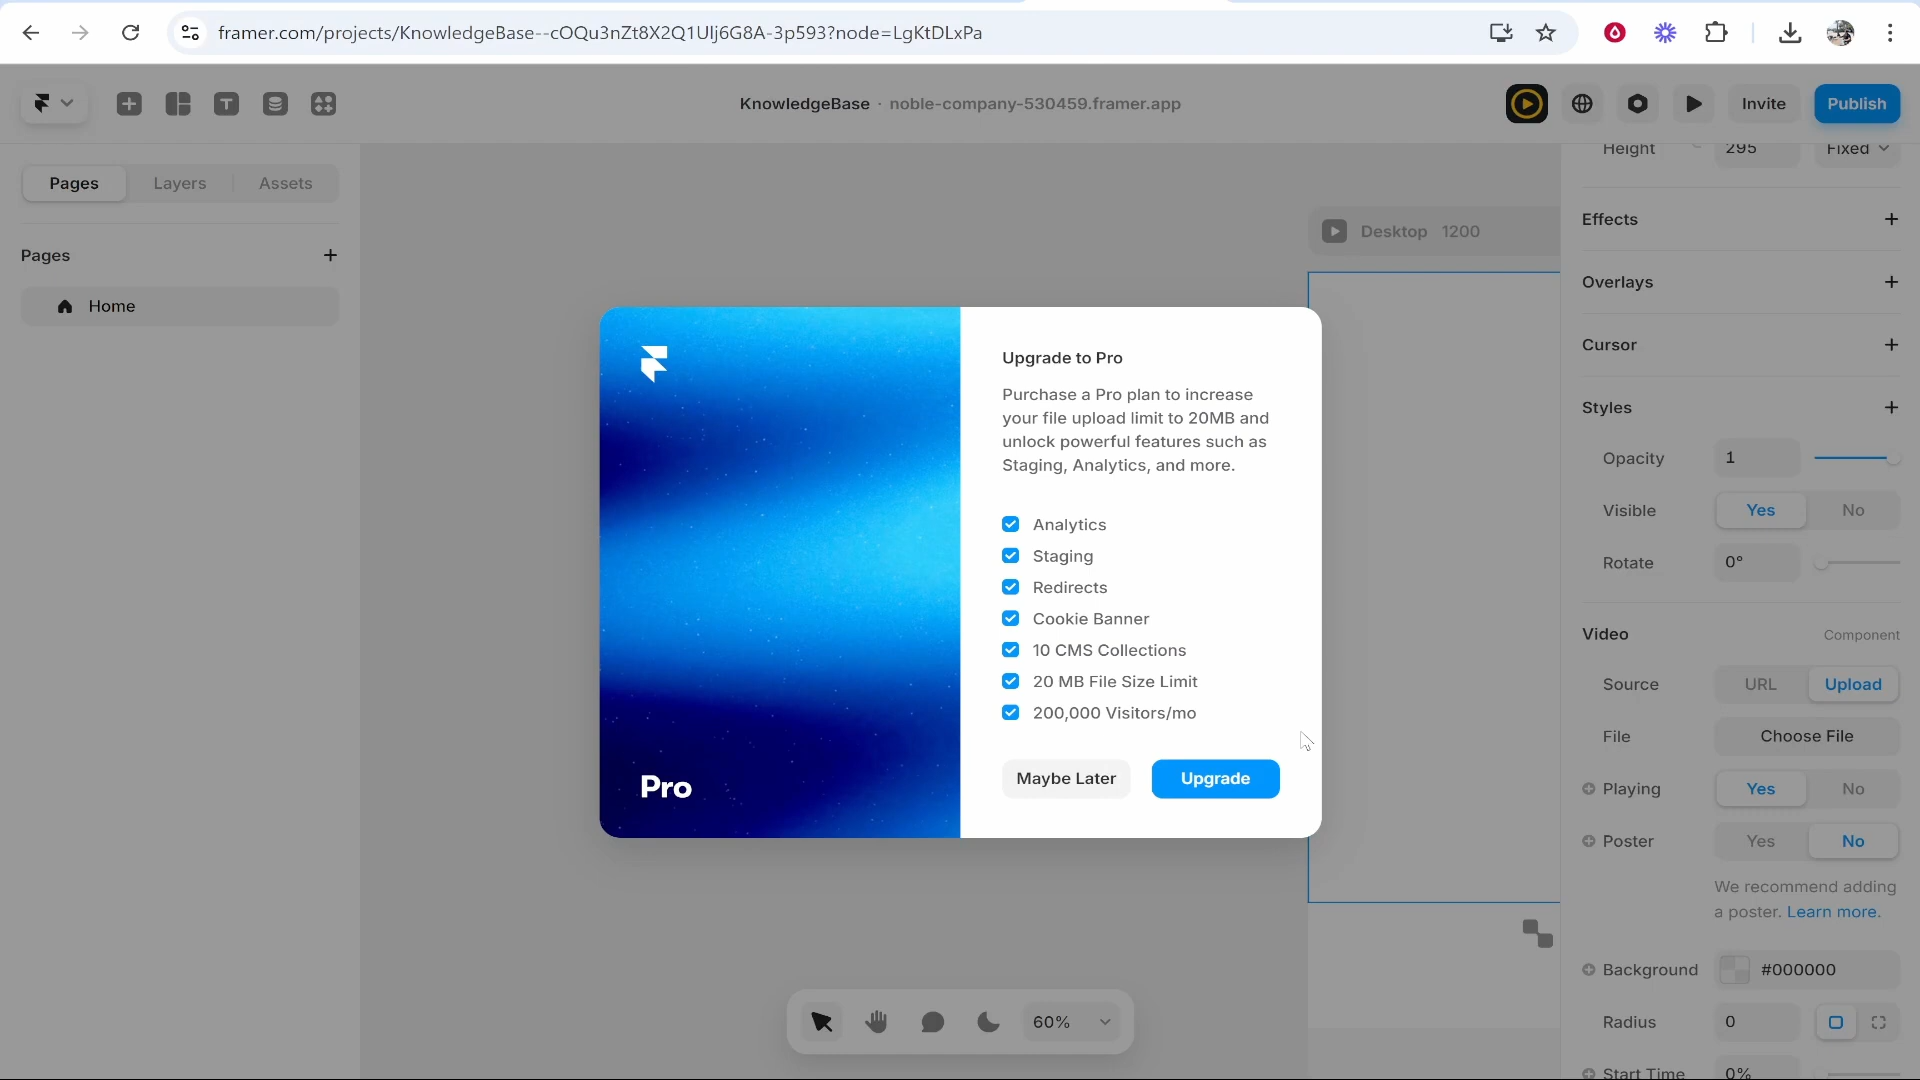 framer.com/projects/KnowledgeBase--cOQu3nZt8X2Q1UIj6G8A-3p593?node=LgKtDLxPa
KnowledgeBase · noble-company-530459.framer.app
Invite
Publish
Pages
Layers
Assets
Pages
Home
Desktop 1200
Upgrade to Pro
Purchase a Pro plan to increase
your file upload limit to 20MB and
unlock powerful features such as
Staging, Analytics, and more.
Analytics
Staging
Redirects
Cookie Banner
10 CMS Collections
20 MB File Size Limit
200,000 Visitors/mo
Maybe Later
Upgrade
Pro
60%
Height 295 Fixed
Effects
Overlays
Cursor
Styles
Opacity 1
Visible Yes No
Rotate 0°
Video Component
Source URL Upload
File Choose File
Playing Yes No
Poster Yes No
We recommend adding
a poster. Learn more.
Background #000000
Radius 0
Start Time 0%